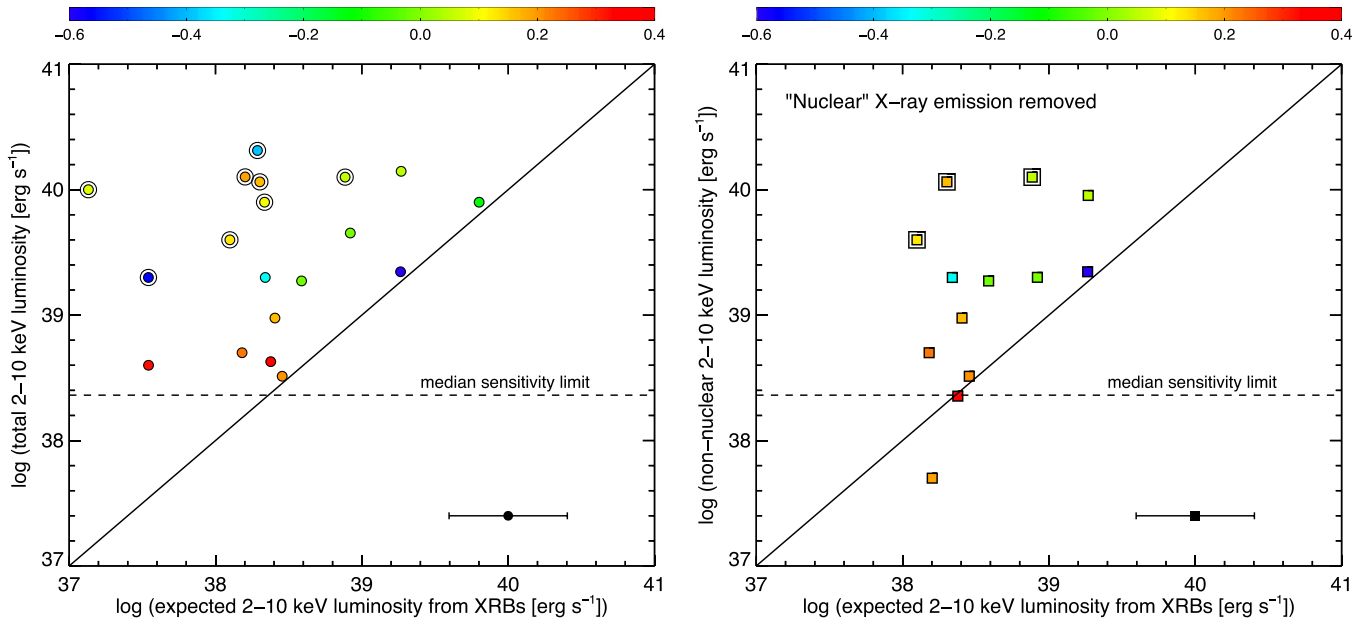 −0.6 −0.4 −0.2 0.0 0.2 0.4
41
40
39
38
37
log (total 2−10 keV luminosity [erg s⁻¹])
median sensitivity limit
37 38 39 40 41
log (expected 2−10 keV luminosity from XRBs [erg s⁻¹])
−0.6 −0.4 −0.2 0.0 0.2 0.4
"Nuclear" X−ray emission removed
41
40
39
38
37
log (non−nuclear 2−10 keV luminosity [erg s⁻¹])
median sensitivity limit
37 38 39 40 41
log (expected 2−10 keV luminosity from XRBs [erg s⁻¹])